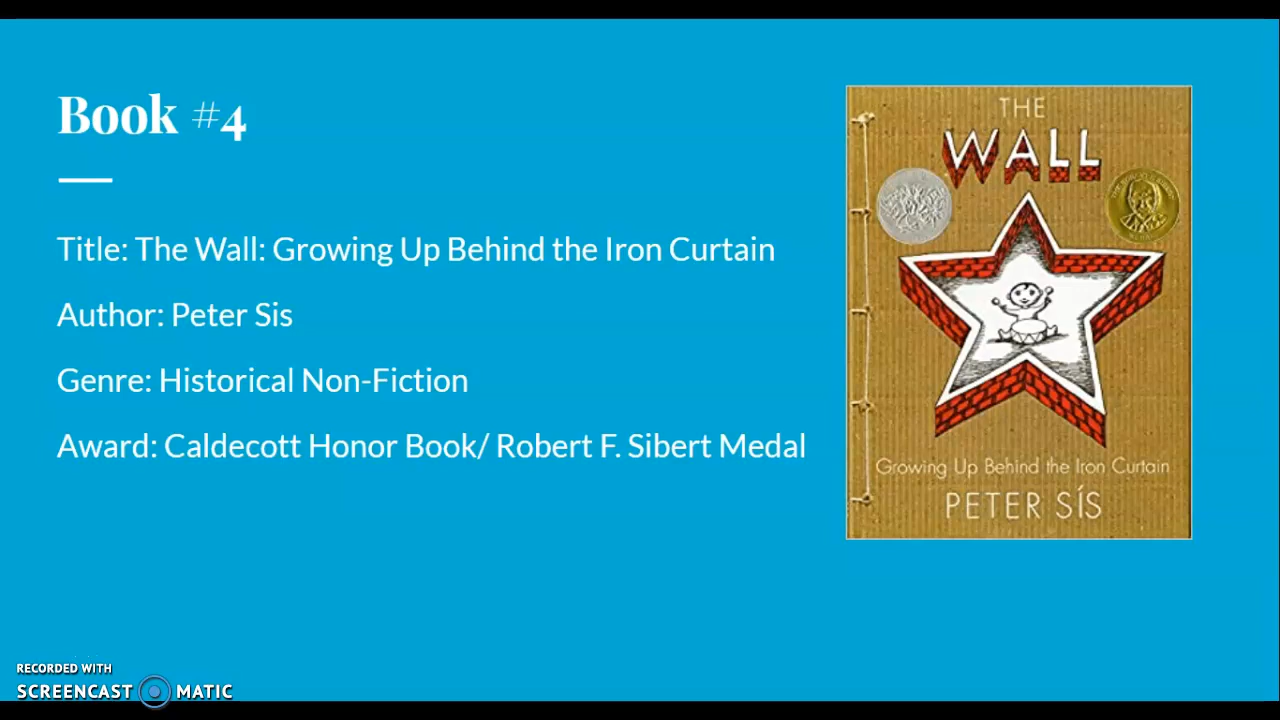 Book #4
Title: The Wall: Growing Up Behind the Iron Curtain
Author: Peter Sis
Genre: Historical Non-Fiction
Award: Caldecott Honor Book/ Robert F. Sibert Medal
THE
WALL
Growing Up Behind the Iron Curtain
PETER SÍS
RECORDED WITH
SCREENCAST MATIC